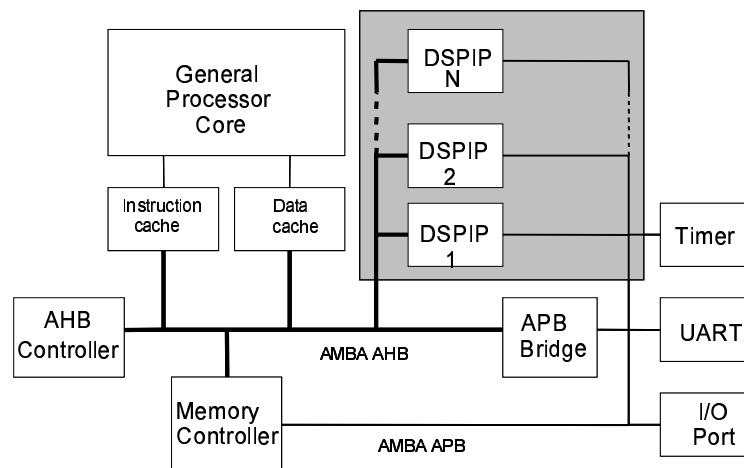 General
Processor
Core
DSPIP
N
DSPIP
2
DSPIP
1
Instruction
cache
Data
cache
Timer
AHB
Controller
AMBA AHB
APB
Bridge
UART
Memory
Controller
AMBA APB
I/O
Port